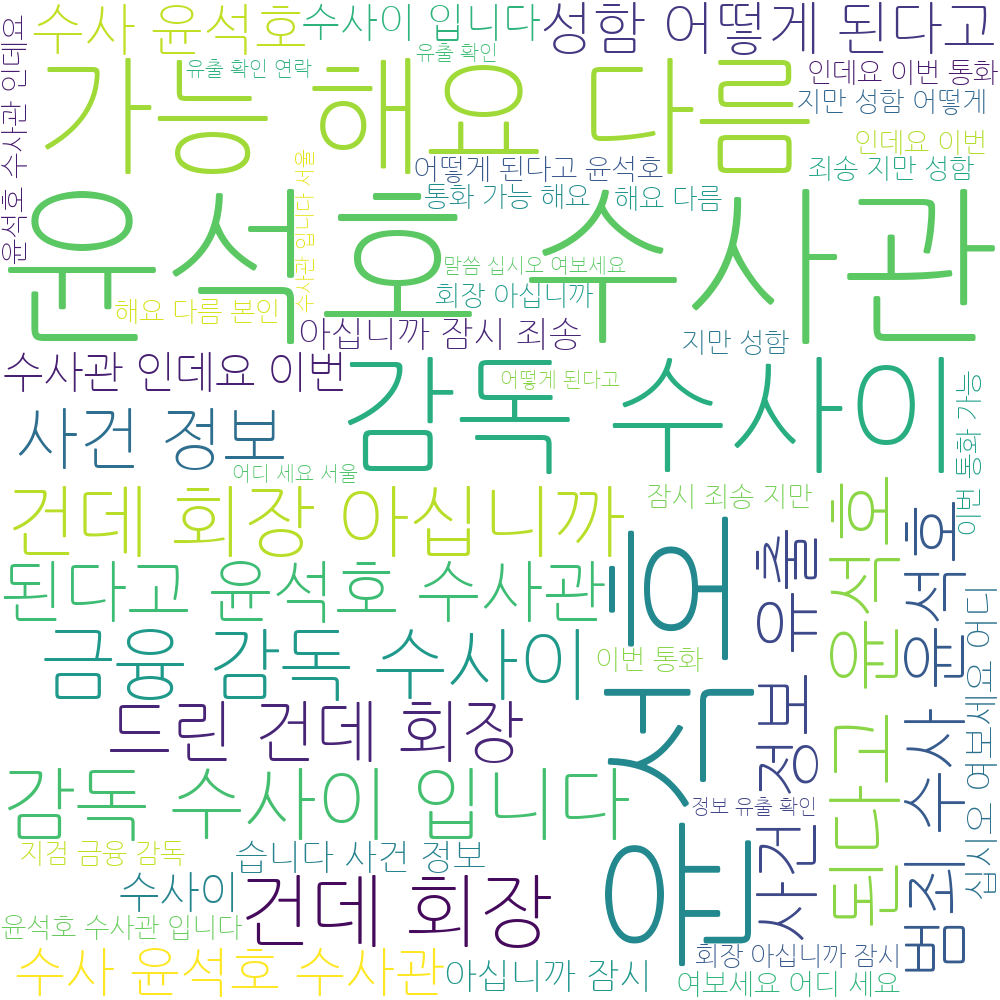 수사 윤석호
수사이 입니다
성함 어떻게 된다고
유출 확인
유출 확인 연락
인데요 이번 통화
지만 성함 어떻게
가능 해요 다름
인데요 이번
어떻게 된다고 윤석호
죄송 지만 성함
통화 가능 해요
해요 다름
윤석호 수사관 인데요
수사관 입니다 서울
윤석호 수사관
말씀 십시오 여보세요
회장 아십니까
해요 다름 본인
아십니까 잠시 죄송
지만 성함
수사관 인데요 이번
감독 수사이
어떻게 된다고
이번 통화 가능
사건 정보
어디 세요 서울
건데 회장 아십니까
잠시 죄송 지만
된다고 윤석호 수사관
윤석호
사건 정보 유출
된다고 윤석호
범죄 수사 윤석호
십시오 여보세요 어디
금융 감독 수사이
이번 통화
드린 건데 회장
감독 수사이 입니다
정보 유출 확인
지검 금융 감독
습니다 사건 정보
수사이
건데 회장
윤석호 수사관 입니다
수사 윤석호 수사관
아십니까 잠시
회장 아십니까 잠시
여보세요 어디 세요